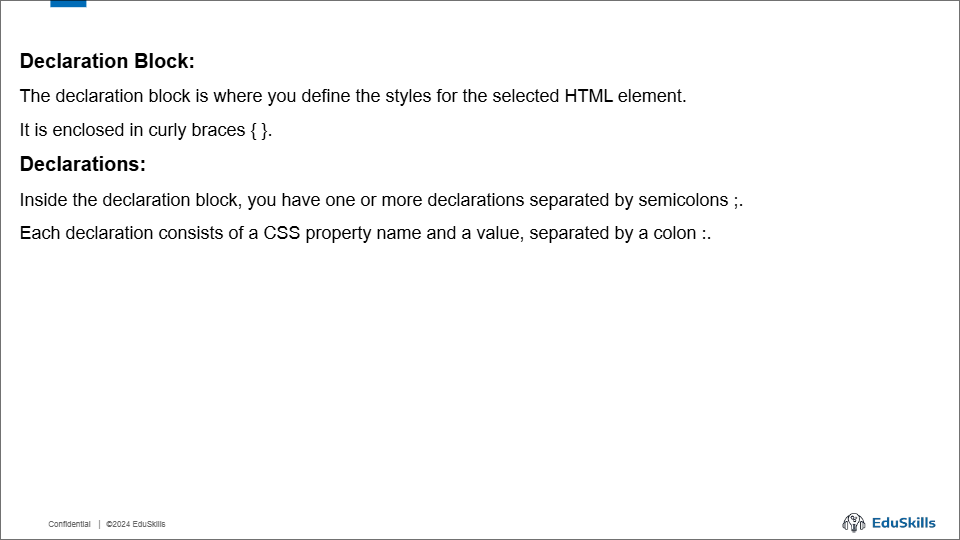 Declaration Block:
The declaration block is where you define the styles for the selected HTML element.
It is enclosed in curly braces { }.
Declarations:
Inside the declaration block, you have one or more declarations separated by semicolons ;.
Each declaration consists of a CSS property name and a value, separated by a colon :.
Confidential | ©2024 EduSkills
EduSkills